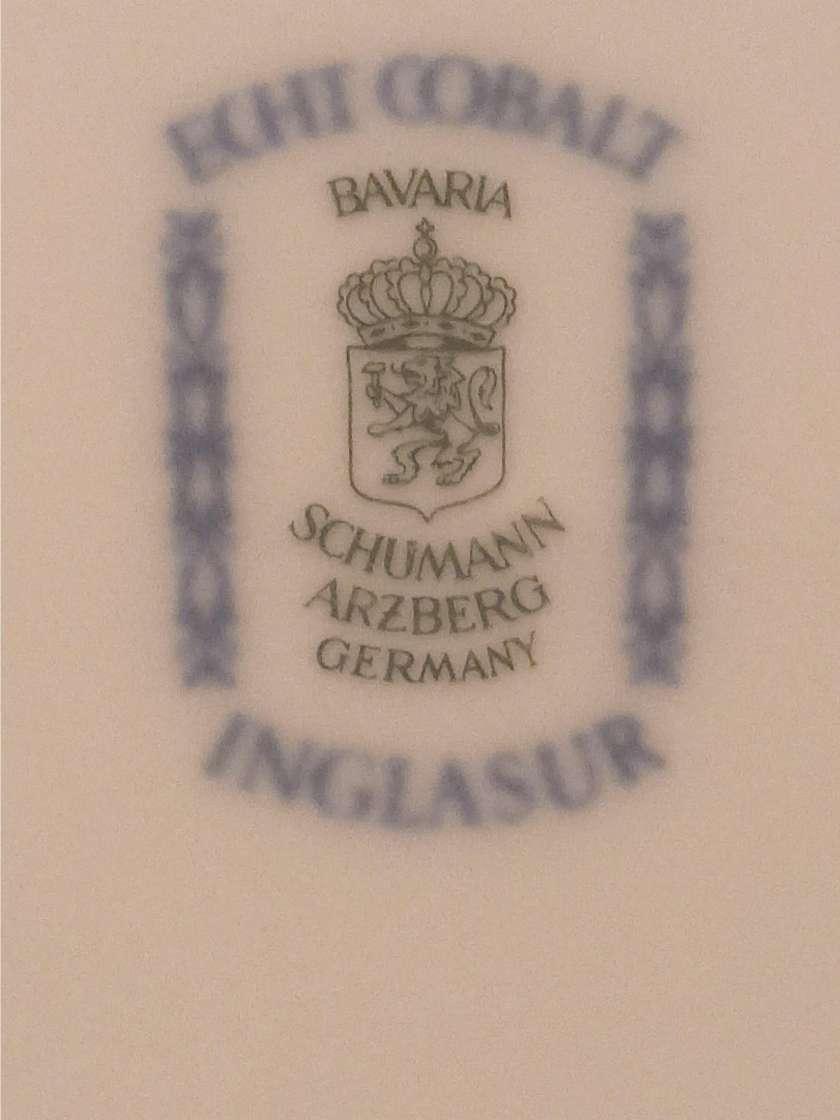 ECHT COBALT
BAVARIA
SCHUMANN
ARZBERG
GERMANY
INGLASUR